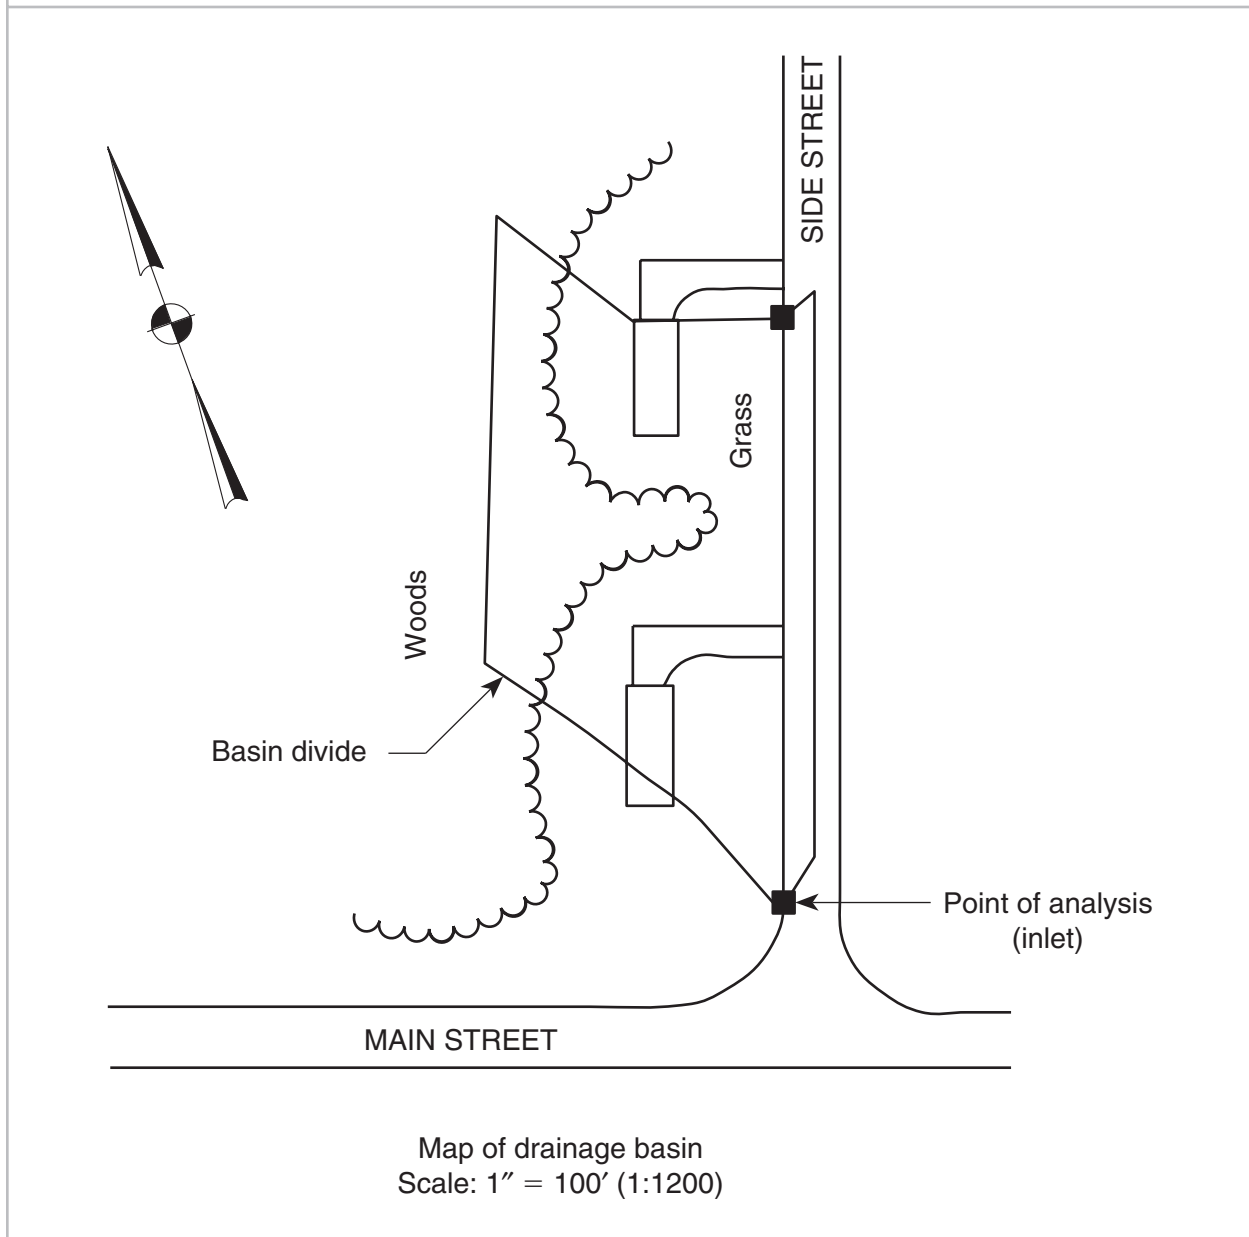 SIDE STREET
Grass
Woods
Basin divide
Point of analysis
(inlet)
MAIN STREET
Map of drainage basin
Scale: 1″ = 100′ (1:1200)